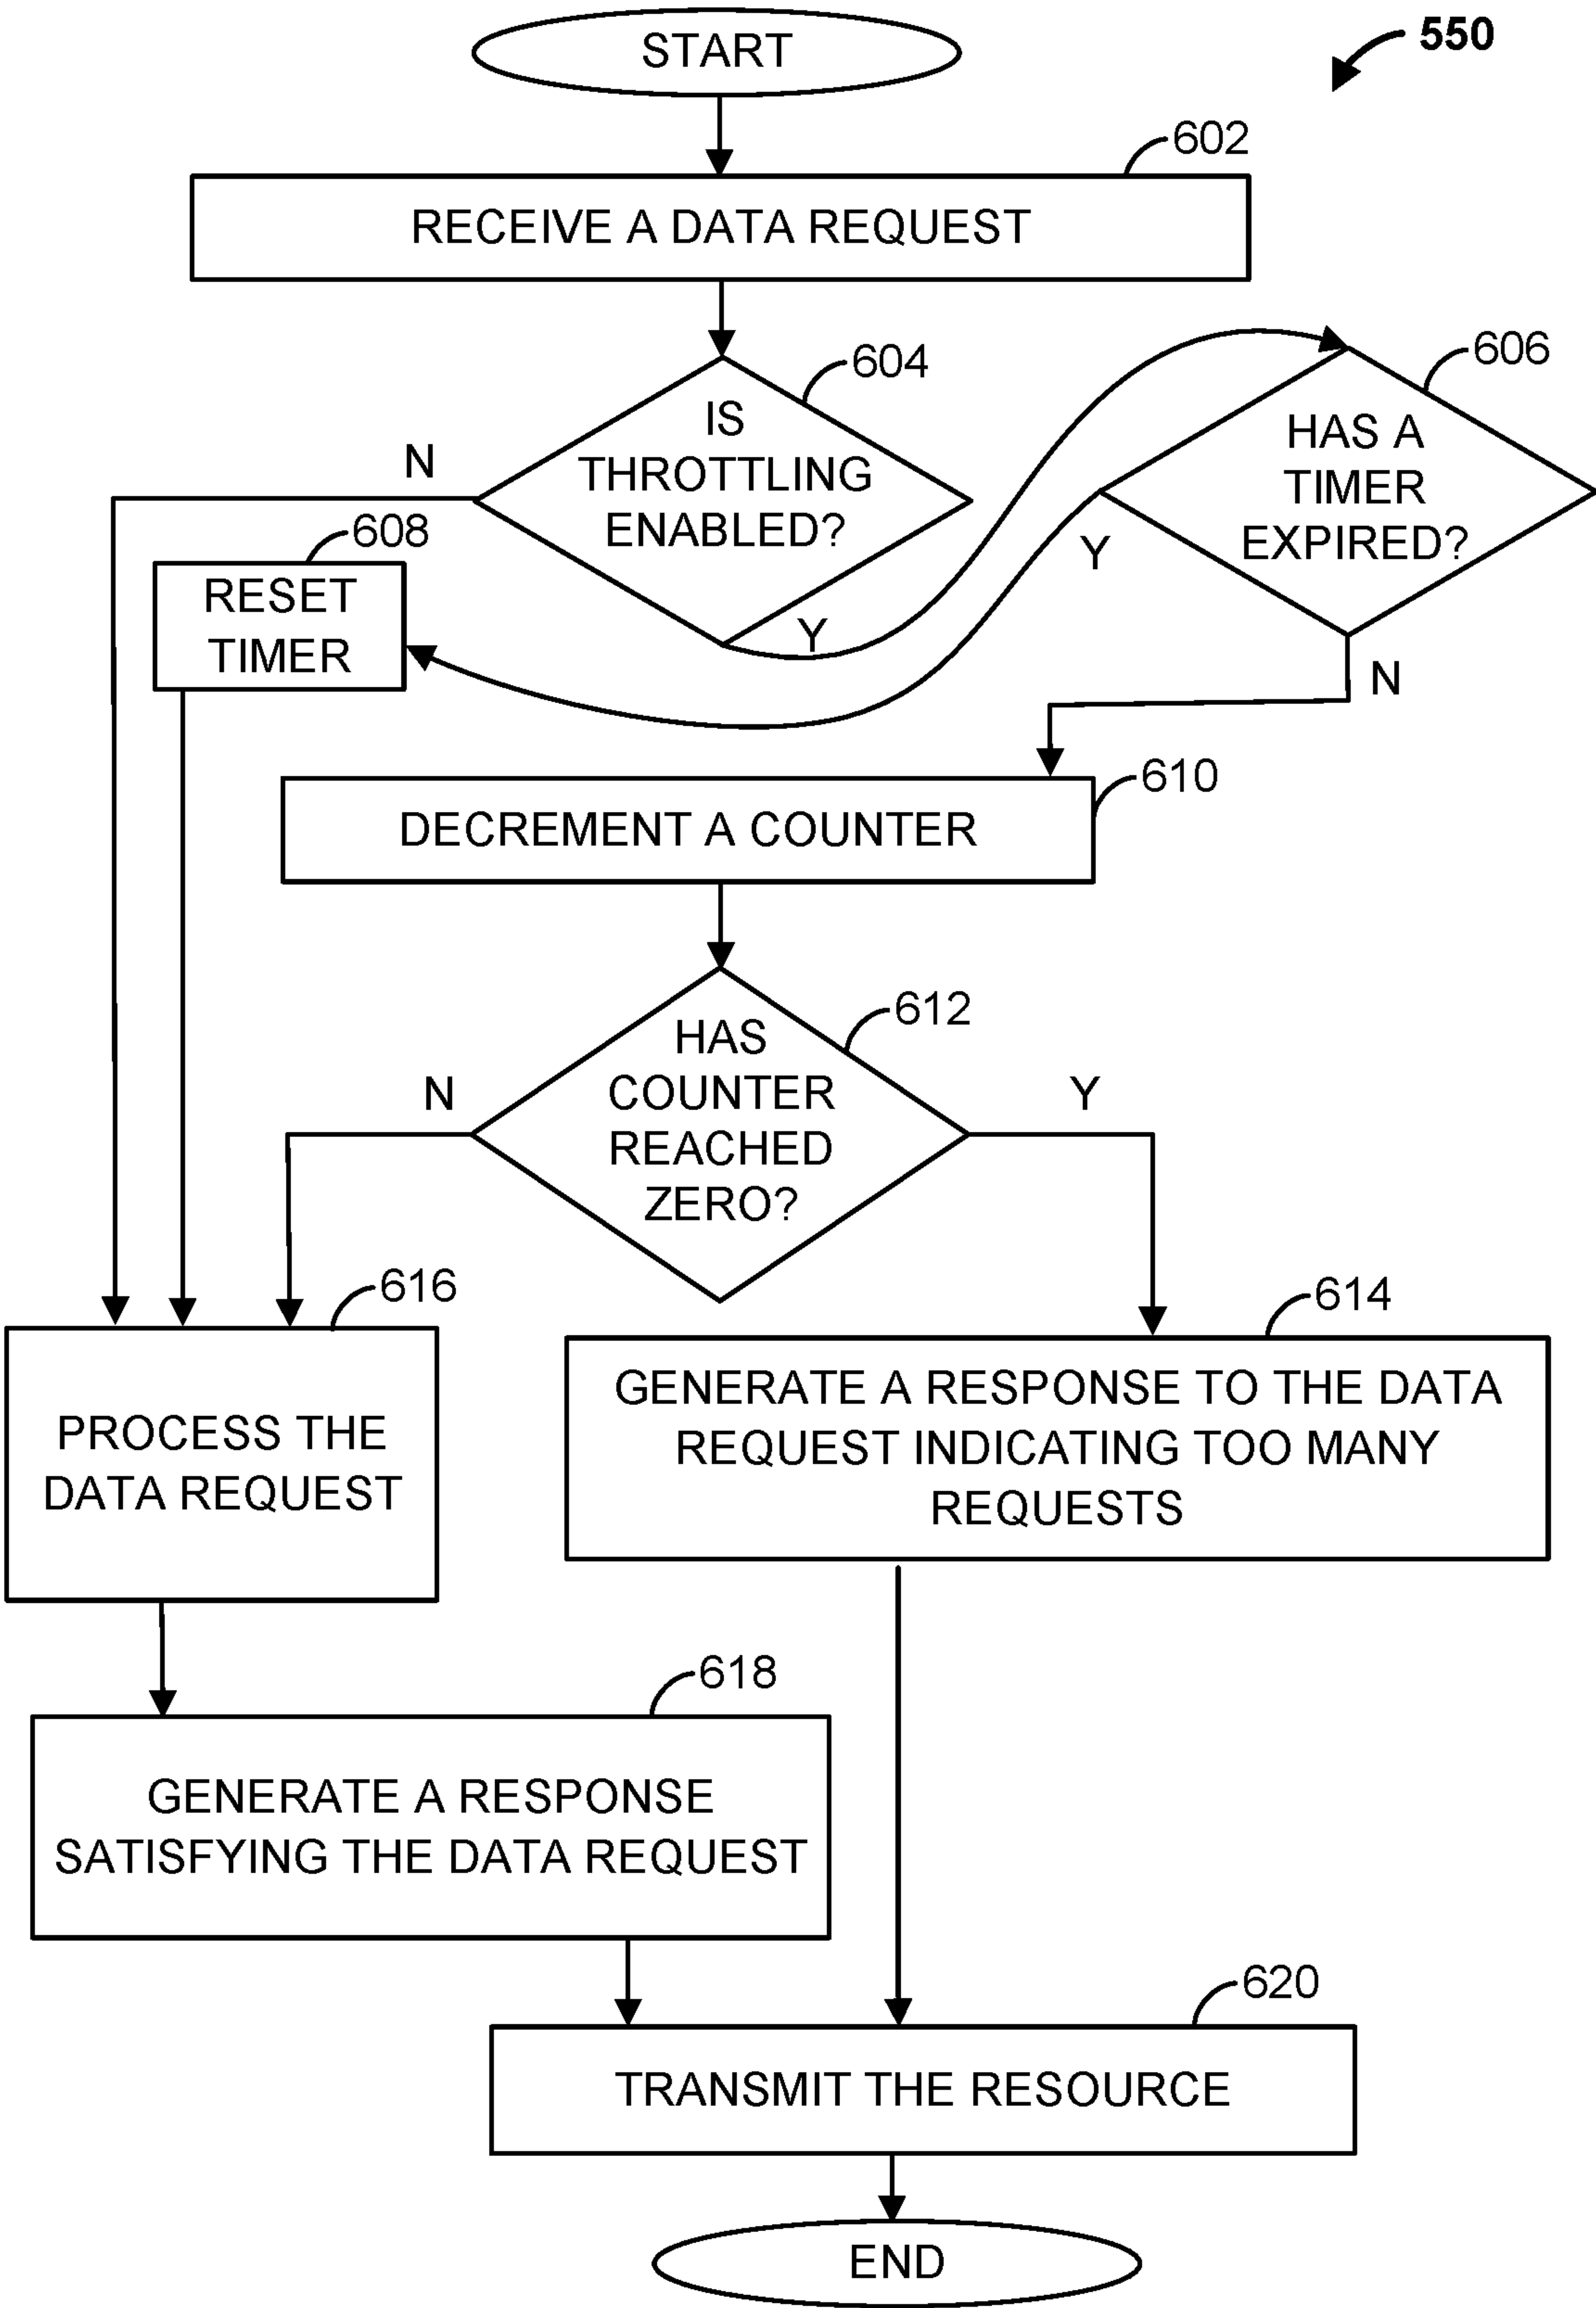 START
550
602
RECEIVE A DATA REQUEST
604
IS
THROTTLING
ENABLED?
N
Y
606
HAS A
TIMER
EXPIRED?
Y
N
608
RESET
TIMER
610
DECREMENT A COUNTER
612
HAS
COUNTER
REACHED
ZERO?
N
Y
616
PROCESS THE
DATA REQUEST
614
GENERATE A RESPONSE TO THE DATA
REQUEST INDICATING TOO MANY
REQUESTS
618
GENERATE A RESPONSE
SATISFYING THE DATA REQUEST
620
TRANSMIT THE RESOURCE
END